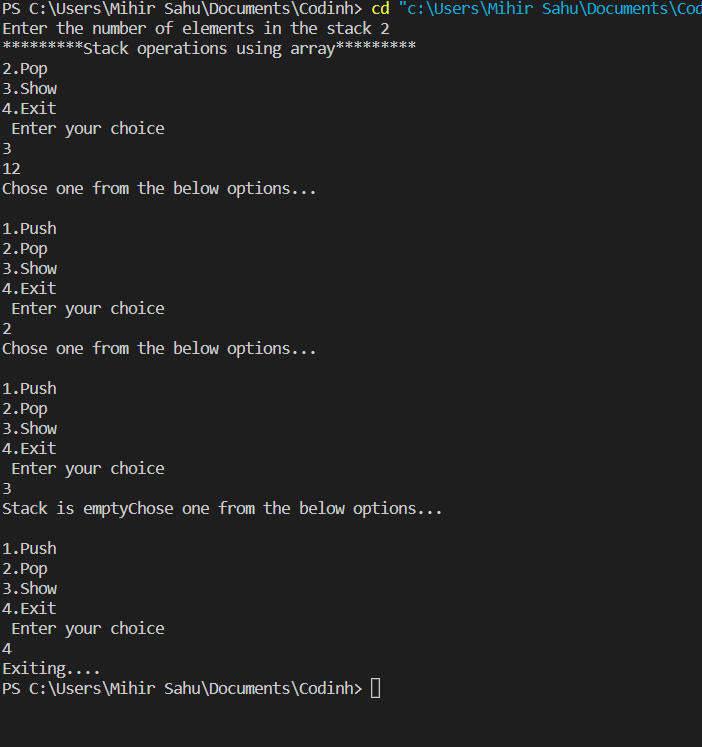 PS C:\Users\Mihir Sahu\Documents\Codinh> cd "c:\Users\Mihir Sahu\Documents\Cod
Enter the number of elements in the stack 2
*********Stack operations using array*********
2.Pop
3.Show
4.Exit
 Enter your choice
3
12
Chose one from the below options...

1.Push
2.Pop
3.Show
4.Exit
 Enter your choice
2
Chose one from the below options...

1.Push
2.Pop
3.Show
4.Exit
 Enter your choice
3
Stack is emptyChose one from the below options...

1.Push
2.Pop
3.Show
4.Exit
 Enter your choice
4
Exiting....
PS C:\Users\Mihir Sahu\Documents\Codinh>